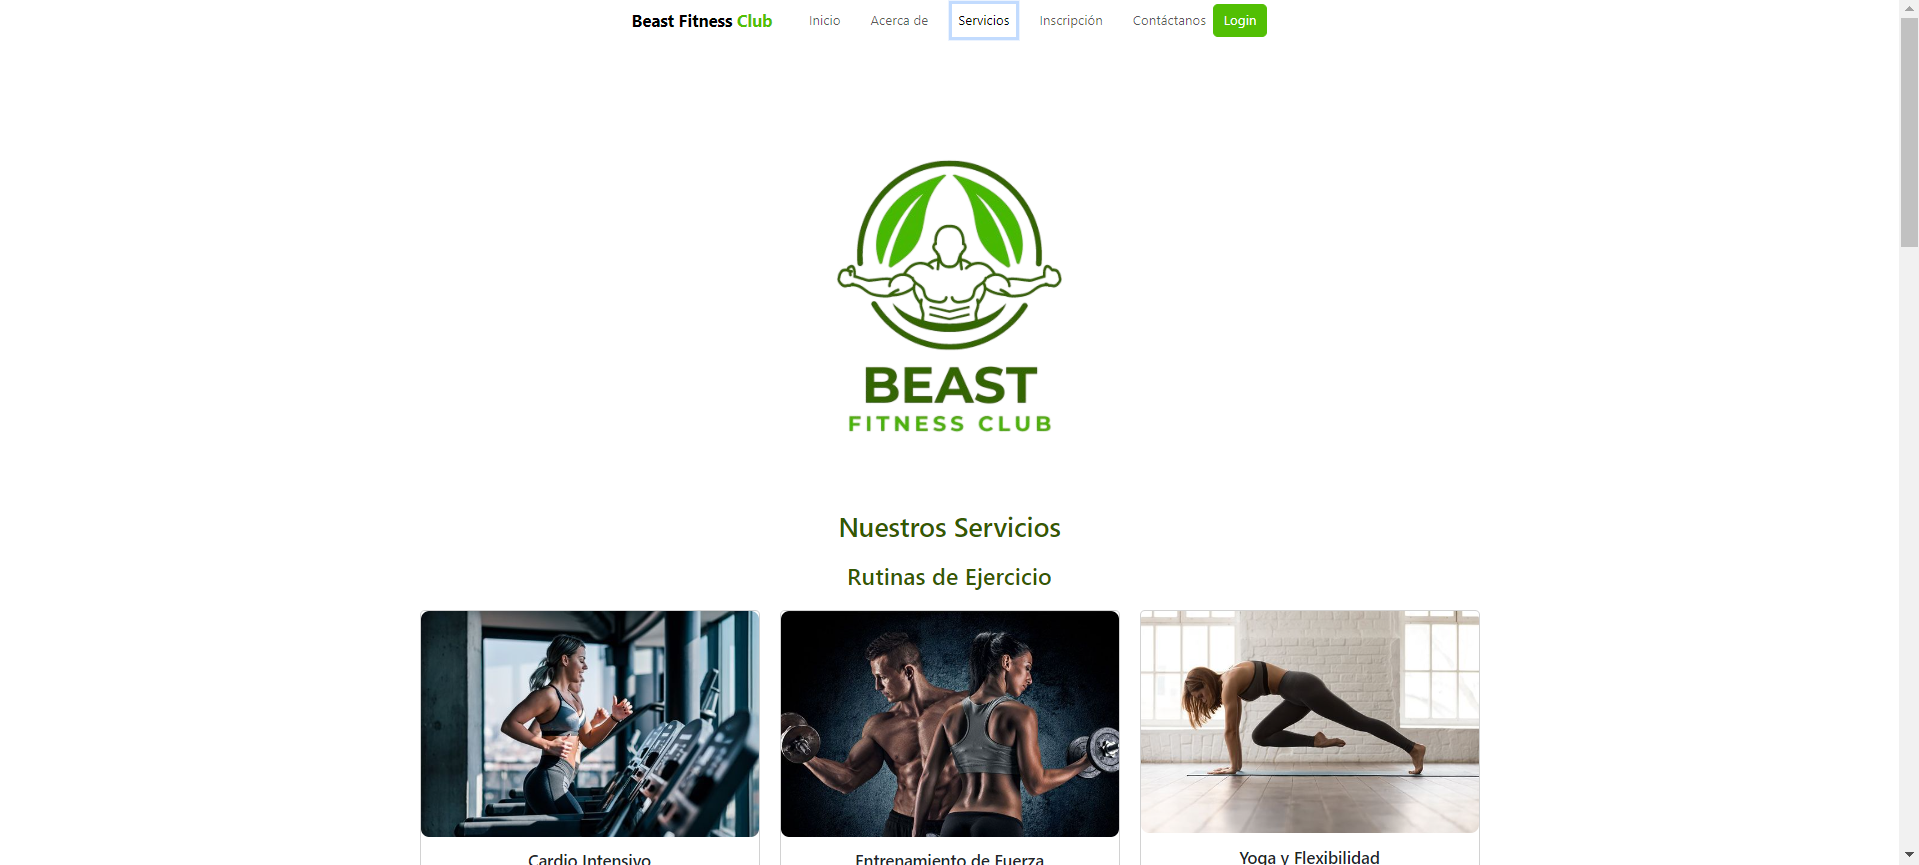 Beast Fitness Club Inicio Acerca de Servicios Inscripción Contáctanos Login
BEAST
FITNESS CLUB
Nuestros Servicios
Rutinas de Ejercicio
Cardio Intensivo Entrenamiento de Fuerza Yoga y Flexibilidad